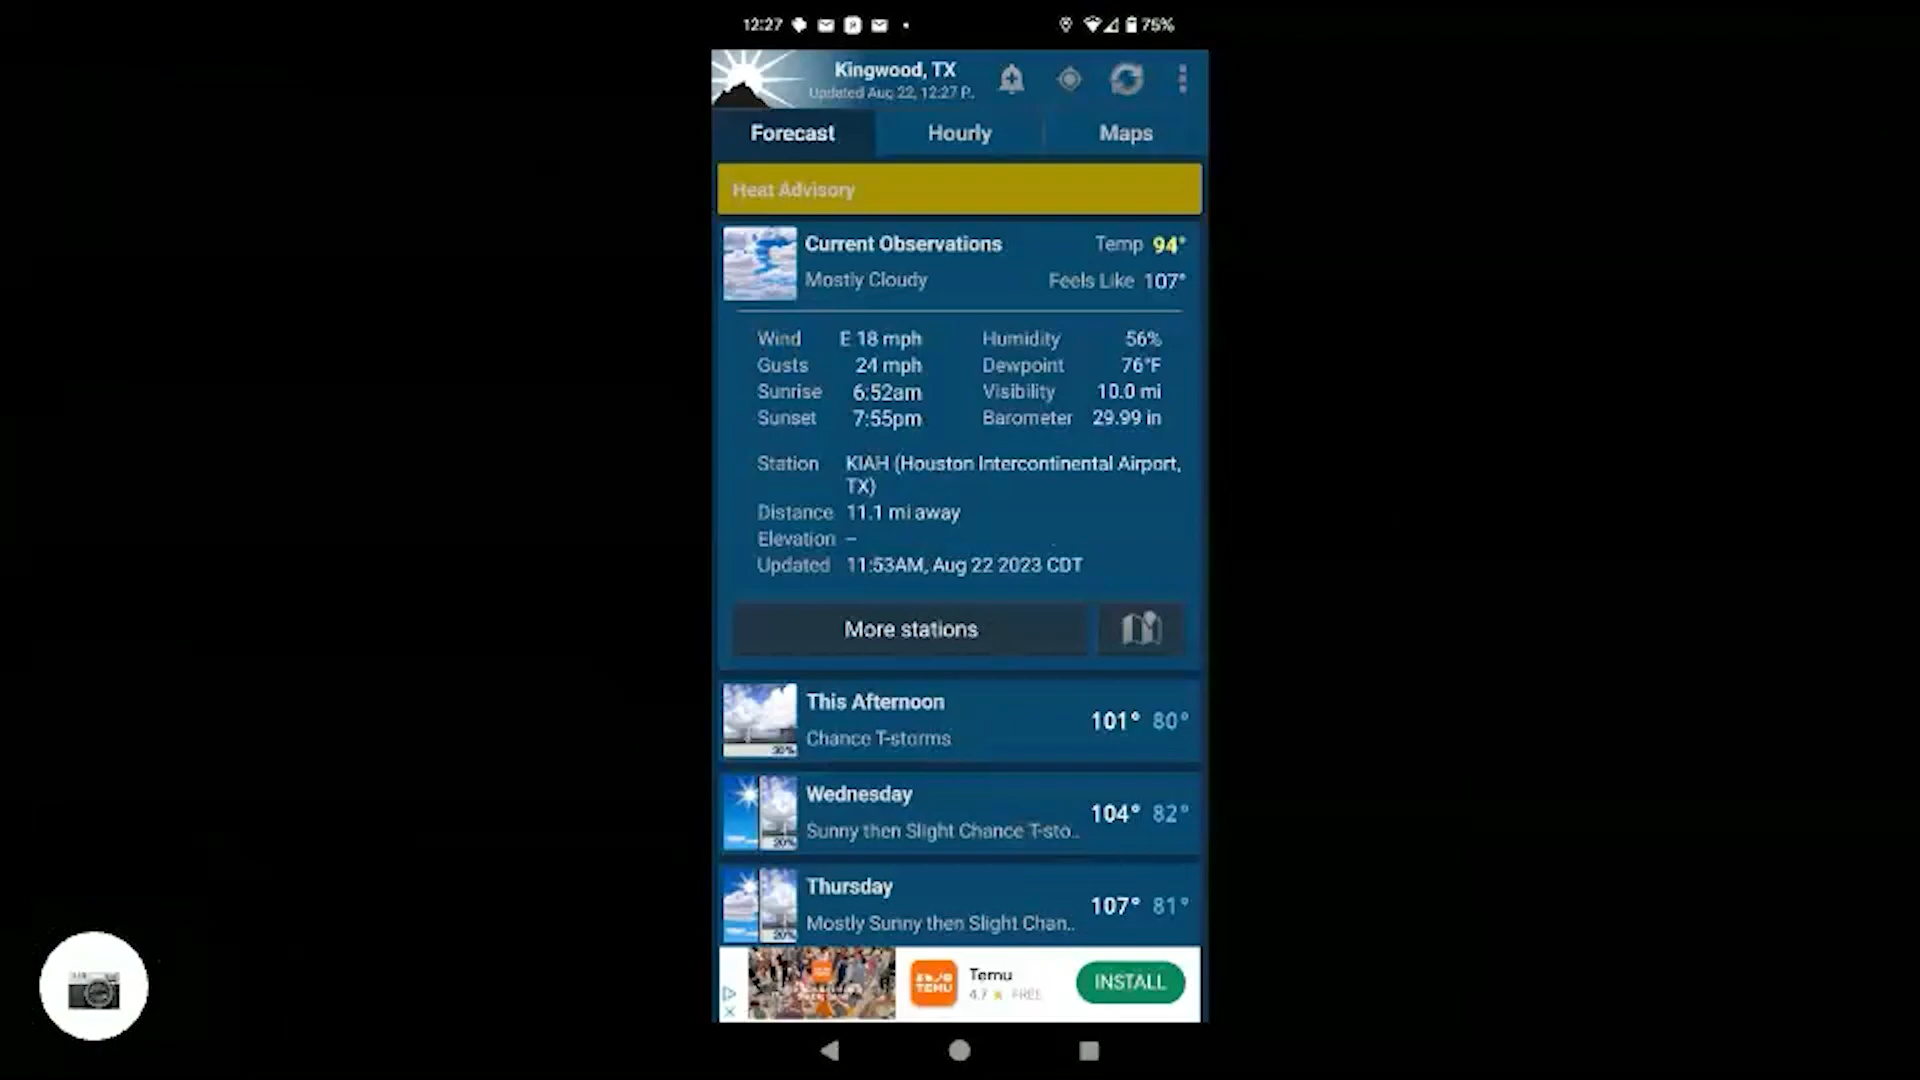 12:27
75%
Kingwood, TX
Updated Aug 22, 12:27 P..
Forecast Hourly Maps
Heat Advisory
Current Observations Temp 94°
Mostly Cloudy Feels Like 107°
Wind E 18 mph Humidity 56%
Gusts 24 mph Dewpoint 76°F
Sunrise 6:52am Visibility 10.0 mi
Sunset 7:55pm Barometer 29.99 in
Station KIAH (Houston Intercontinental Airport,
TX)
Distance 11.1 mi away
Elevation –
Updated 11:53AM, Aug 22 2023 CDT
More stations
This Afternoon 101° 80°
Chance T-storms
30%
Wednesday 104° 82°
Sunny then Slight Chance T-sto..
20%
Thursday 107° 81°
Mostly Sunny then Slight Chan..
20%
TEMU
Temu
4.7 ★ FREE
INSTALL